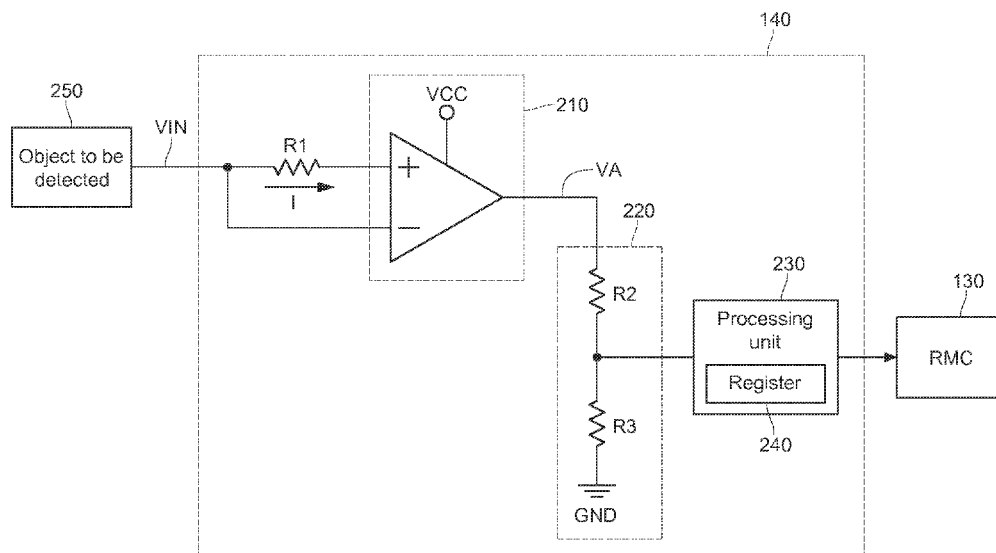 140
250
VCC
210
VIN
R1
Object to be
detected
+
I
−
VA
220
230
R2
Processing
unit
130
RMC
Register
R3
240
GND